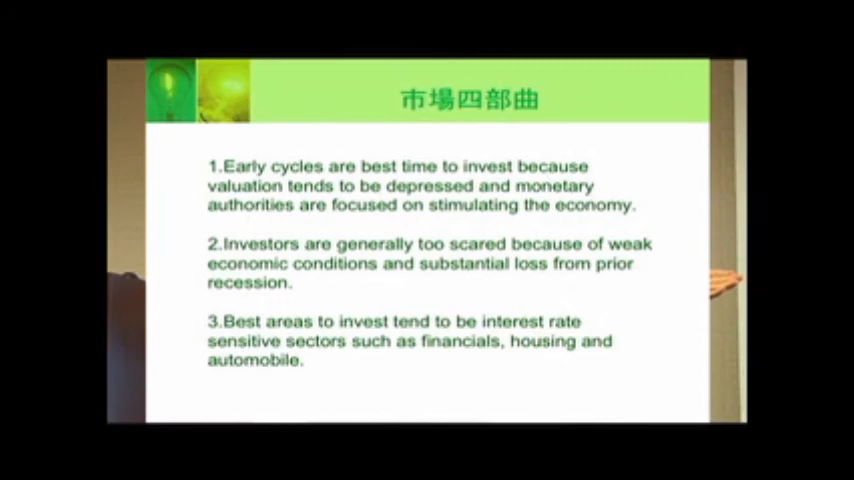 市場四部曲
1.Early cycles are best time to invest because
valuation tends to be depressed and monetary
authorities are focused on stimulating the economy.
2.Investors are generally too scared because of weak
economic conditions and substantial loss from prior
recession.
3.Best areas to invest tend to be interest rate
sensitive sectors such as financials, housing and
automobile.